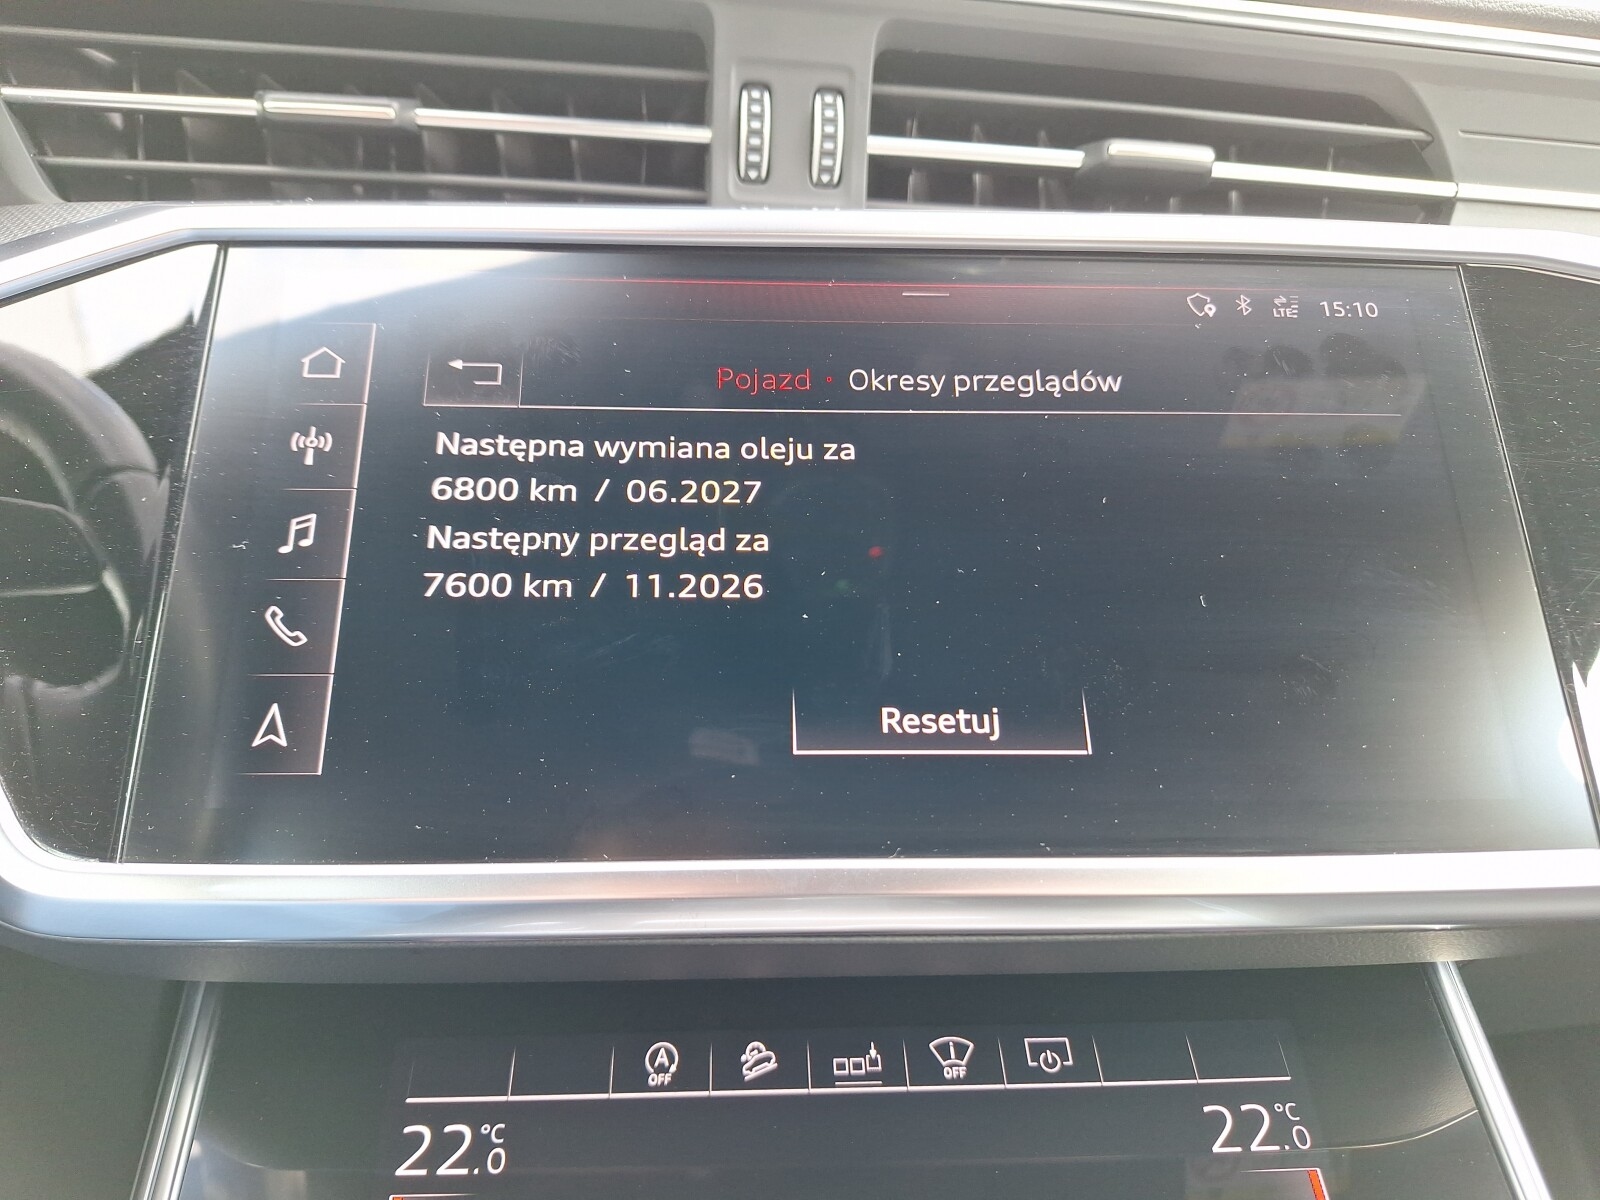 LTE 15:10
Pojazd • Okresy przeglądów
Następna wymiana oleju za
6800 km / 06.2027
Następny przegląd za
7600 km / 11.2026
Resetuj
A OFF OFF
22.0 °C 22.0 °C